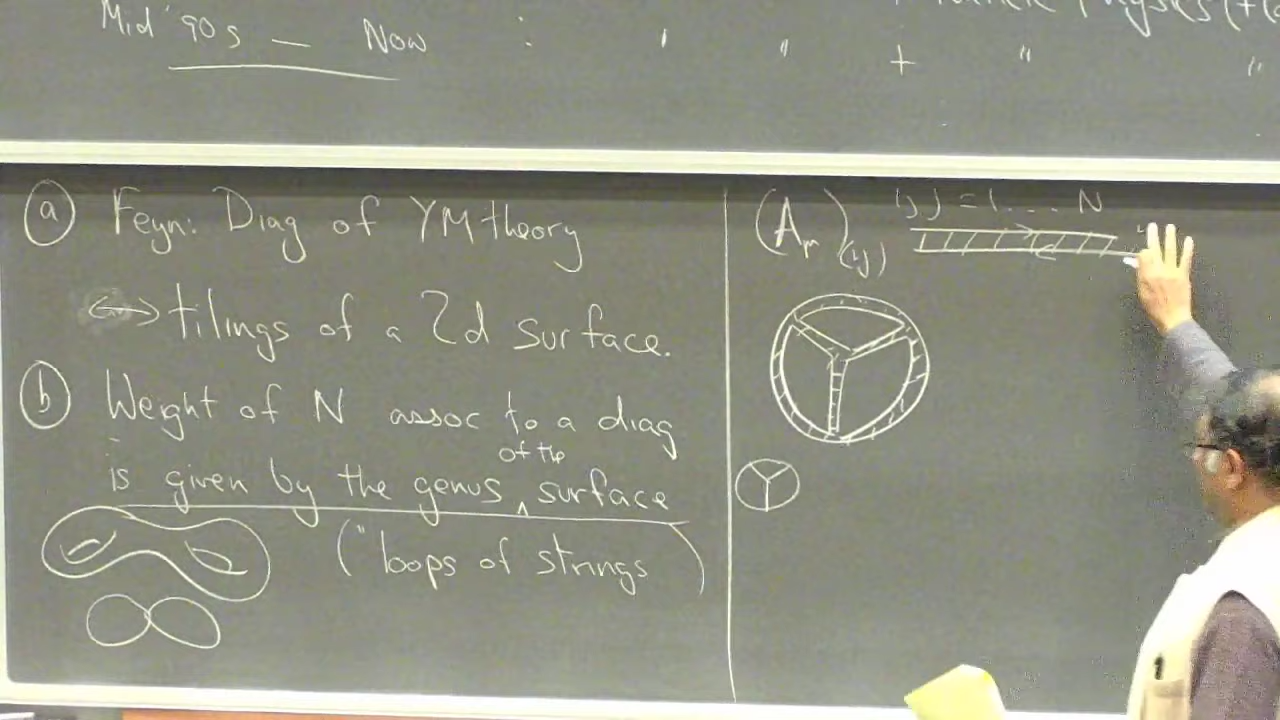 Mid '90s — Now : ' " + "
"
ⓐ Feyn: Diag of YM theory
↔ tilings of a 2d surface.
ⓑ Weight of N assoc to a diag
is given by the genus of the surface
("loops of strings)
(Aμ)(ij) i,j = 1 . . . N